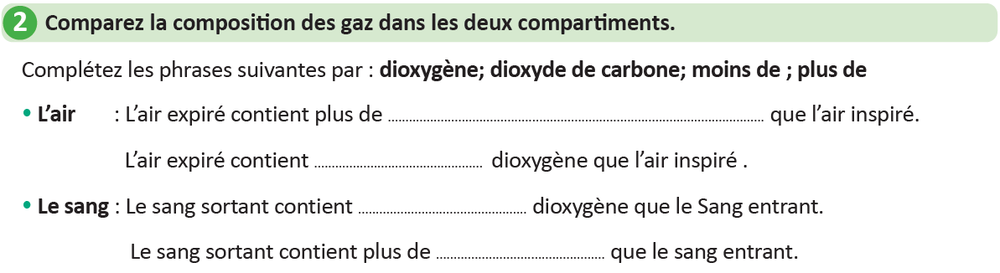 2 Comparez la composition des gaz dans les deux compartiments.
Complétez les phrases suivantes par : dioxygène; dioxyde de carbone; moins de ; plus de
• L’air : L’air expiré contient plus de ........................ que l’air inspiré.
L’air expiré contient ........................ dioxygène que l’air inspiré .
• Le sang : Le sang sortant contient ........................ dioxygène que le Sang entrant.
Le sang sortant contient plus de ........................ que le sang entrant.